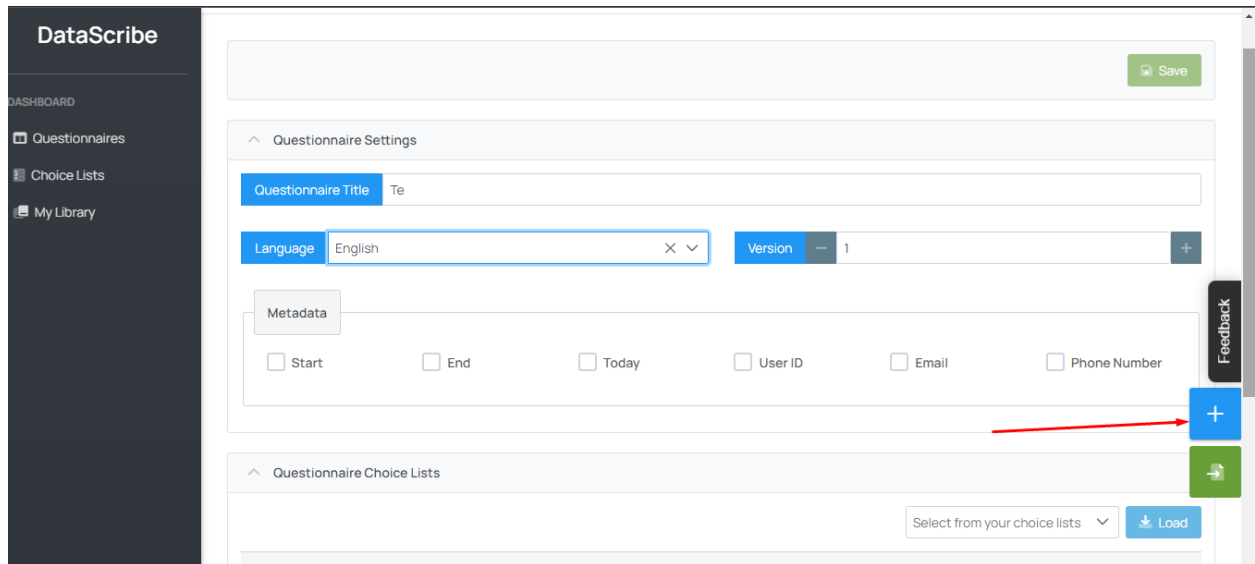 DataScribe
DASHBOARD
Questionnaires
Choice Lists
My Library
Save
Questionnaire Settings
Questionnaire Title Te
Language English
Version 1
Metadata
Start End Today User ID Email Phone Number
Feedback
Questionnaire Choice Lists
Select from your choice lists Load